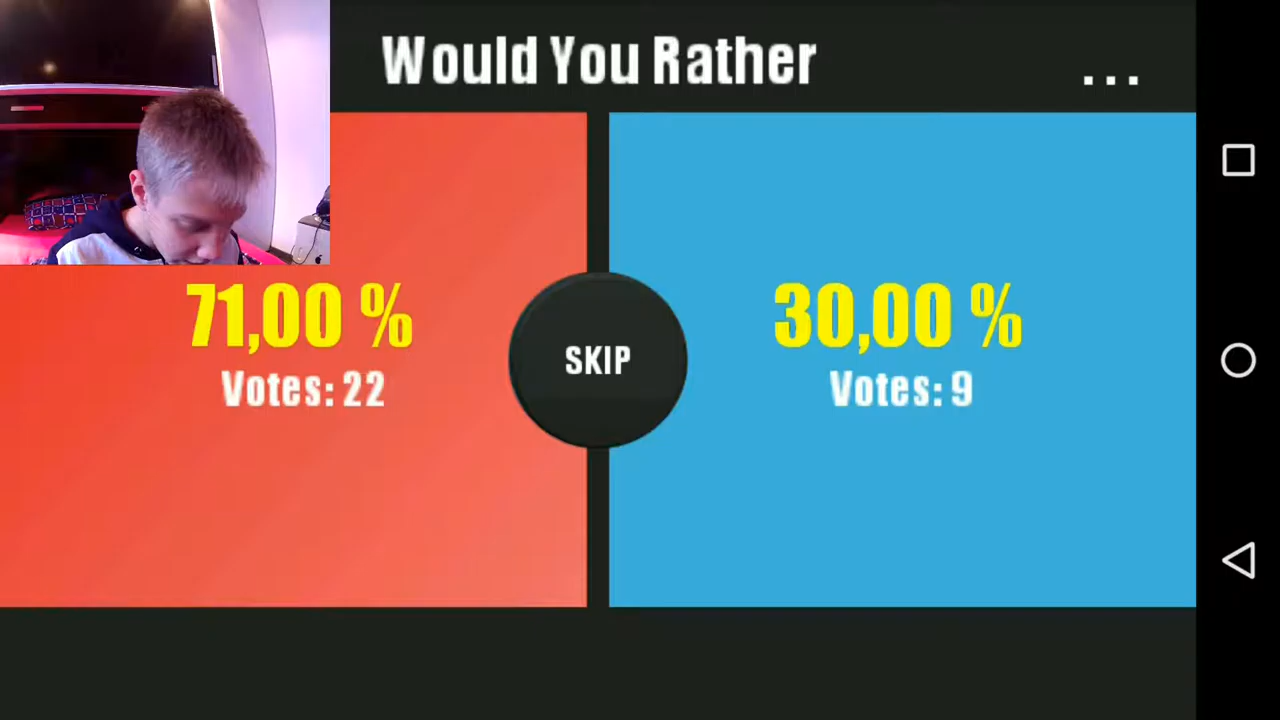 Would You Rather
...
71,00 %
Votes: 22
SKIP
30,00 %
Votes: 9